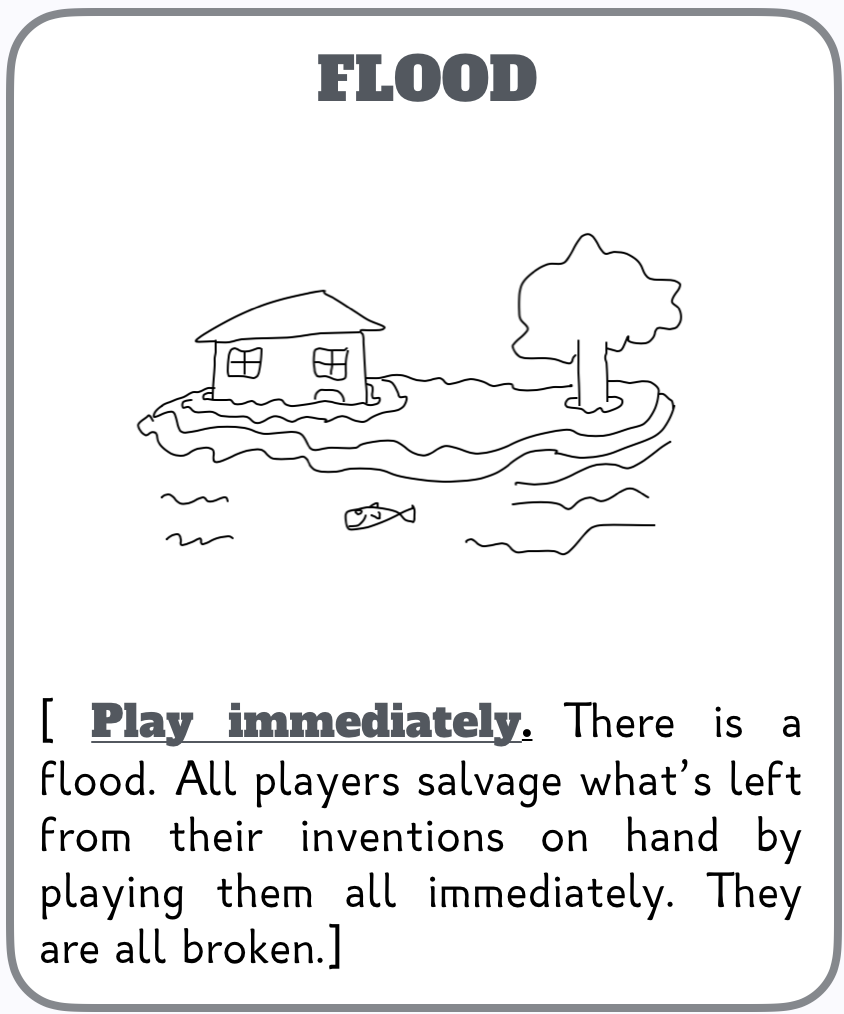 FLOOD
[ Play immediately. There is a
flood. All players salvage what’s left
from their inventions on hand by
playing them all immediately. They
are all broken.]